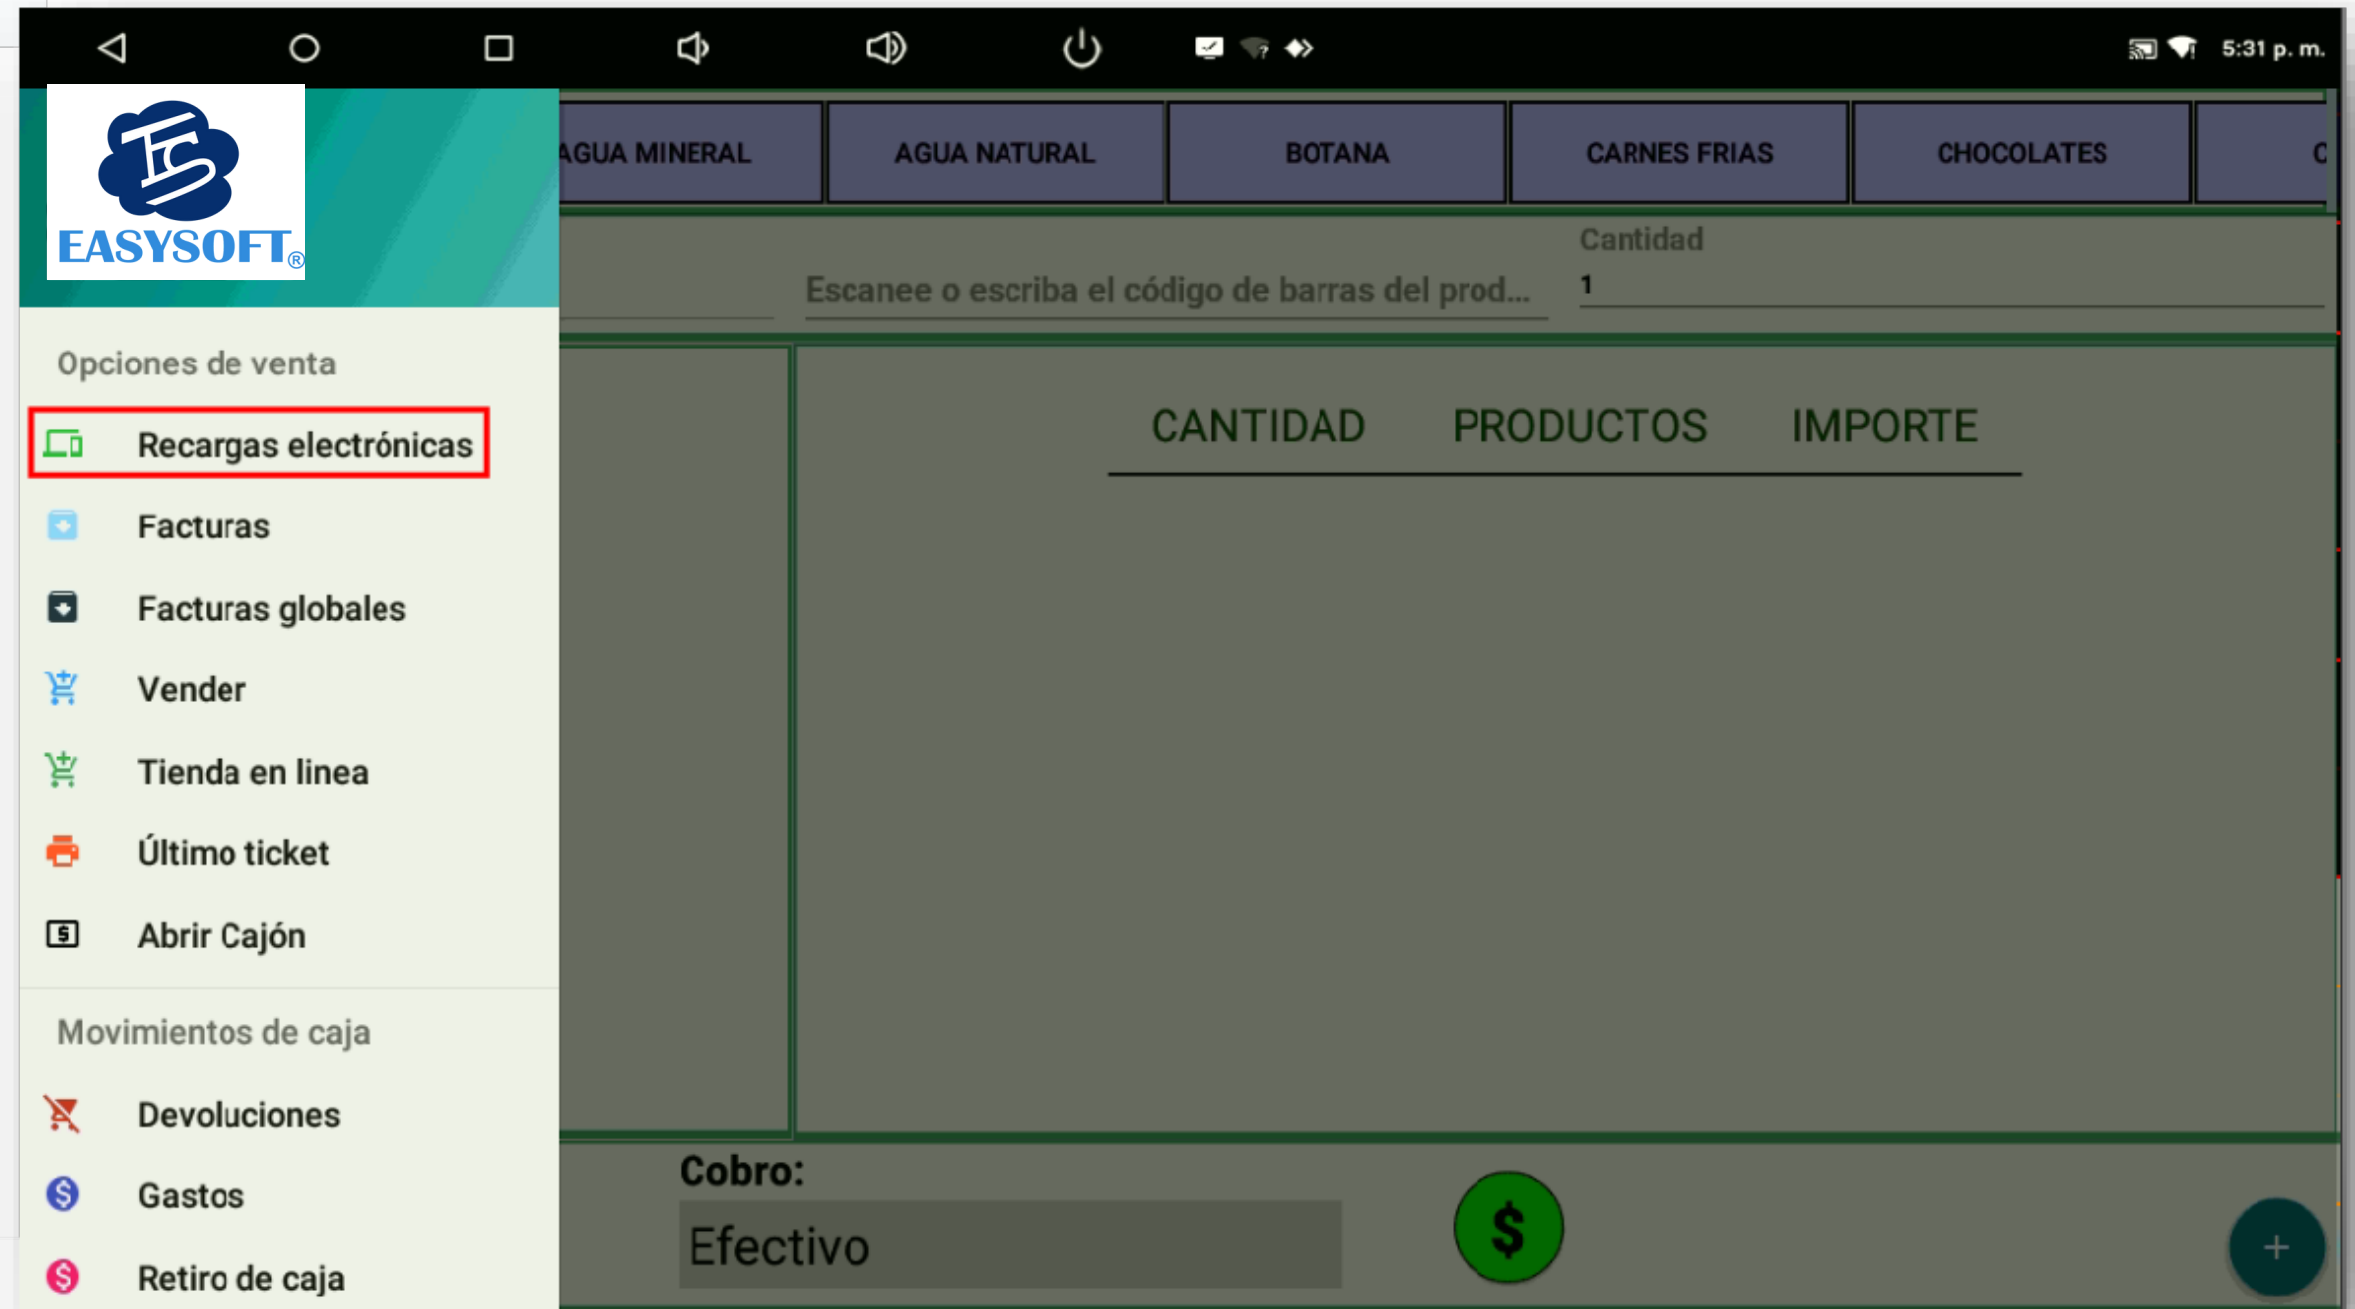 5:31 p. m.
EASYSOFT®
AGUA MINERAL
AGUA NATURAL
BOTANA
CARNES FRIAS
CHOCOLATES
Cantidad
Escanee o escriba el código de barras del prod...
1
Opciones de venta
Recargas electrónicas
Facturas
Facturas globales
Vender
Tienda en linea
Último ticket
Abrir Cajón
Movimientos de caja
Devoluciones
Gastos
Retiro de caja
CANTIDAD PRODUCTOS IMPORTE
Cobro:
Efectivo
$
+